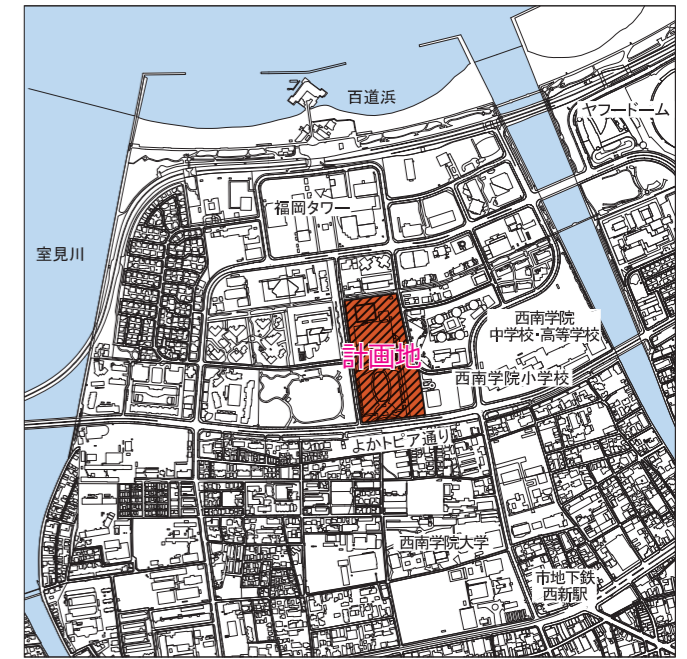 百道浜
ヤフードーム
福岡タワー
室見川
西南学院
中学校・高等学校
計画地
西南学院小学校
よかトピア通り
西南学院大学
市地下鉄
西新駅